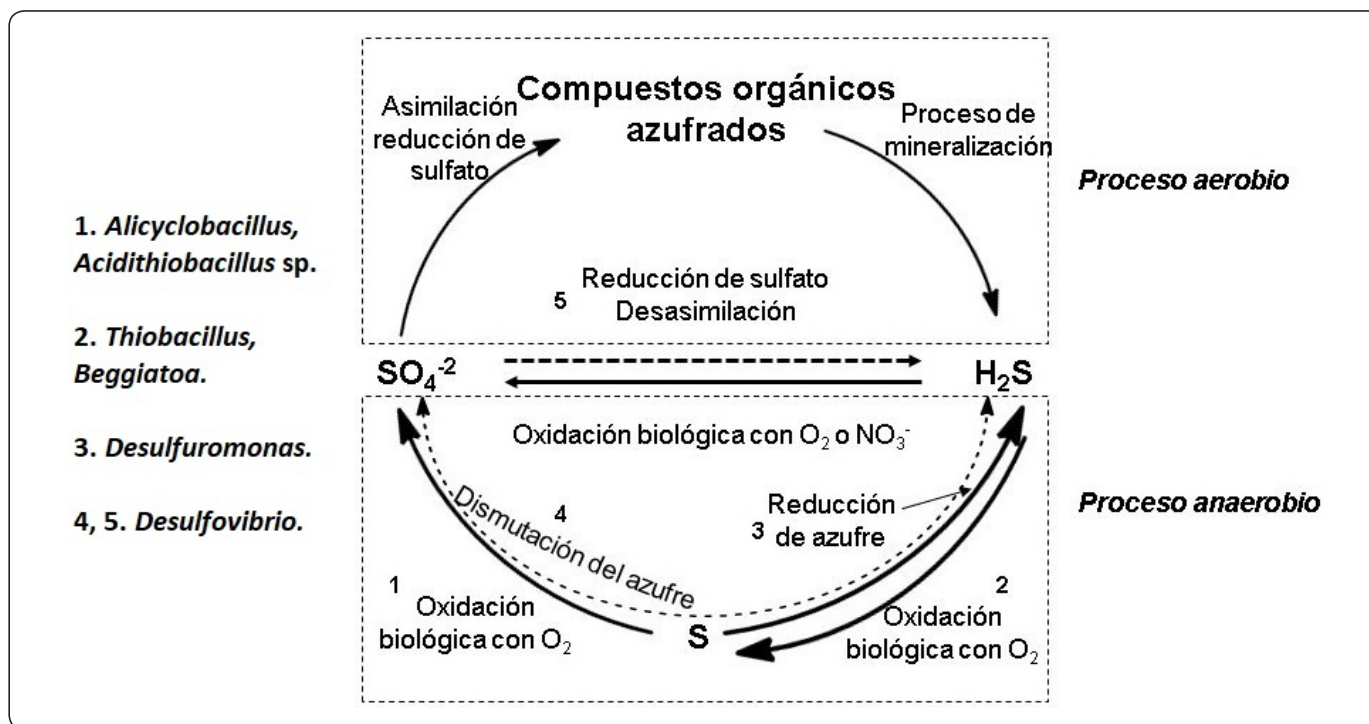 Compuestos orgánicos
azufrados
Asimilación
reducción de
sulfato
Proceso de
mineralización
Proceso aerobio
1. Alicyclobacillus,
Acidithiobacillus sp.
2. Thiobacillus,
Beggiatoa.
3. Desulfuromonas.
4, 5. Desulfovibrio.
5 Reducción de sulfato
Desasimilación
SO₄⁻²
H₂S
Oxidación biológica con O₂ o NO₃⁻
Dismutación del azufre
4
Reducción
3 de azufre
Proceso anaerobio
1 Oxidación
biológica con O₂
S
2
Oxidación
biológica con O₂